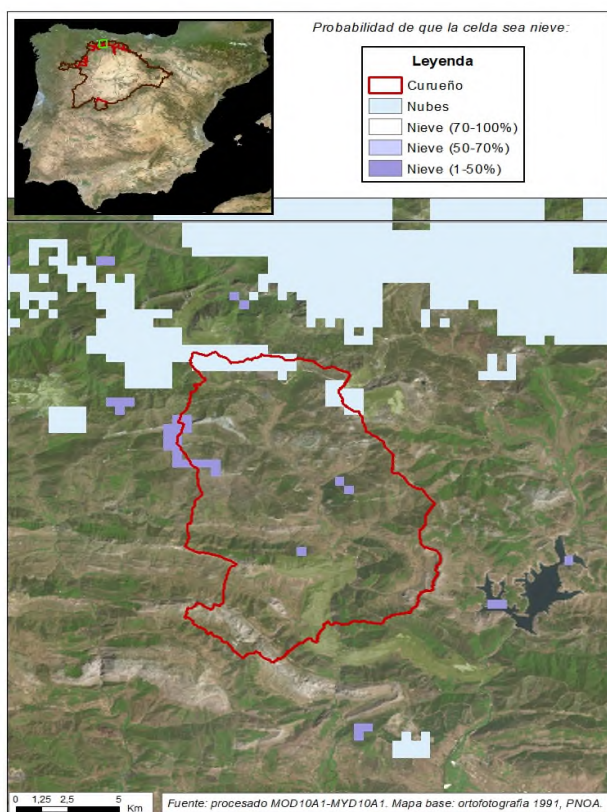 Probabilidad de que la celda sea nieve:
Leyenda
Curueño
Nubes
Nieve (70-100%)
Nieve (50-70%)
Nieve (1-50%)
0 1,25 2,5 5
Km
Fuente: procesado MOD10A1-MYD10A1. Mapa base: ortofotografia 1991, PNOA